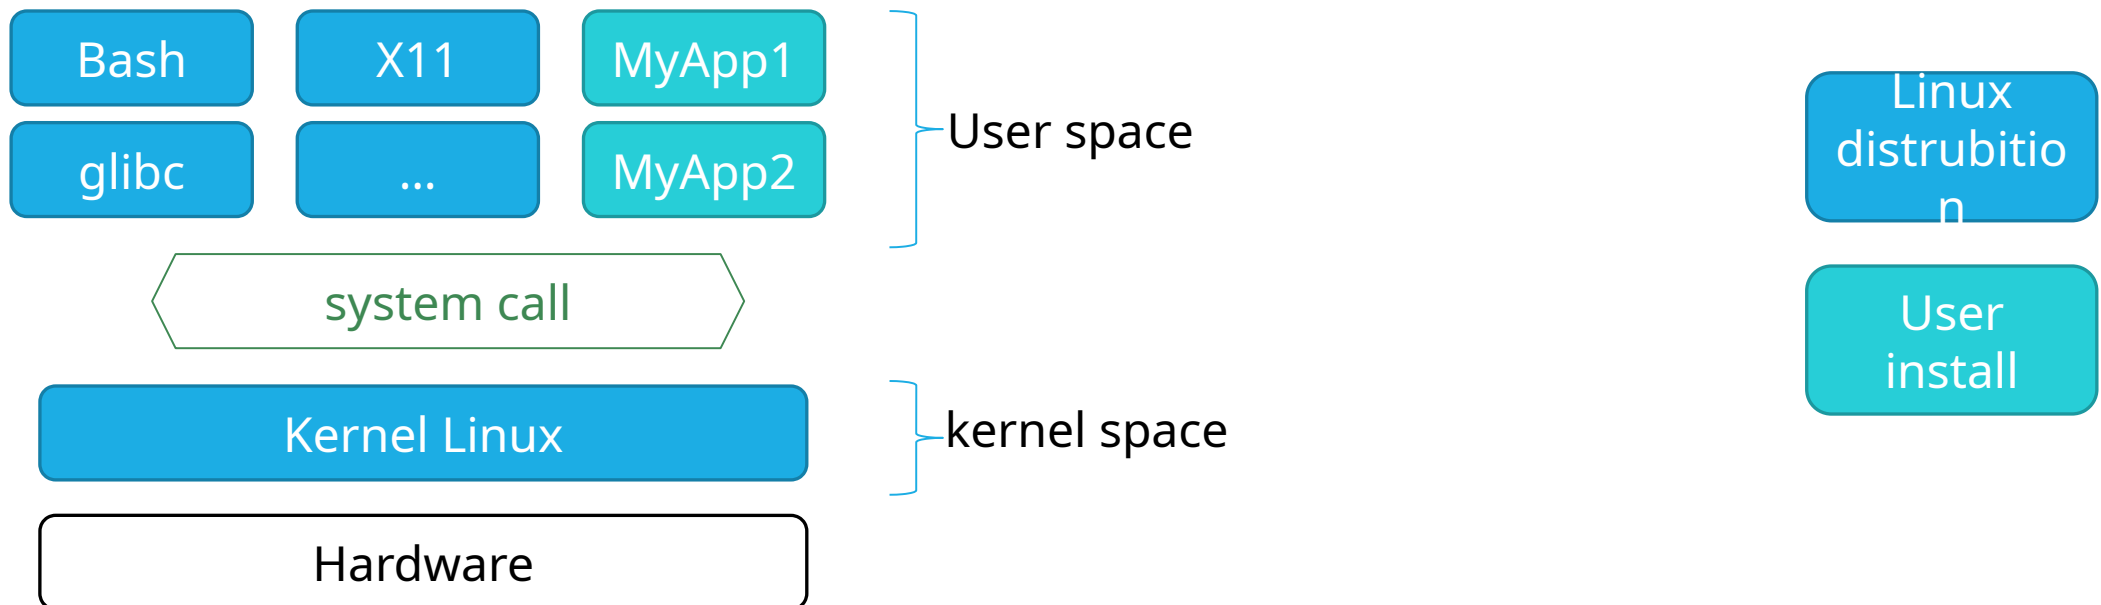 Bash
X11
MyApp1
glibc
...
MyApp2
User space
system call
Kernel Linux
kernel space
Hardware
Linux
distrubitio
n
User
install